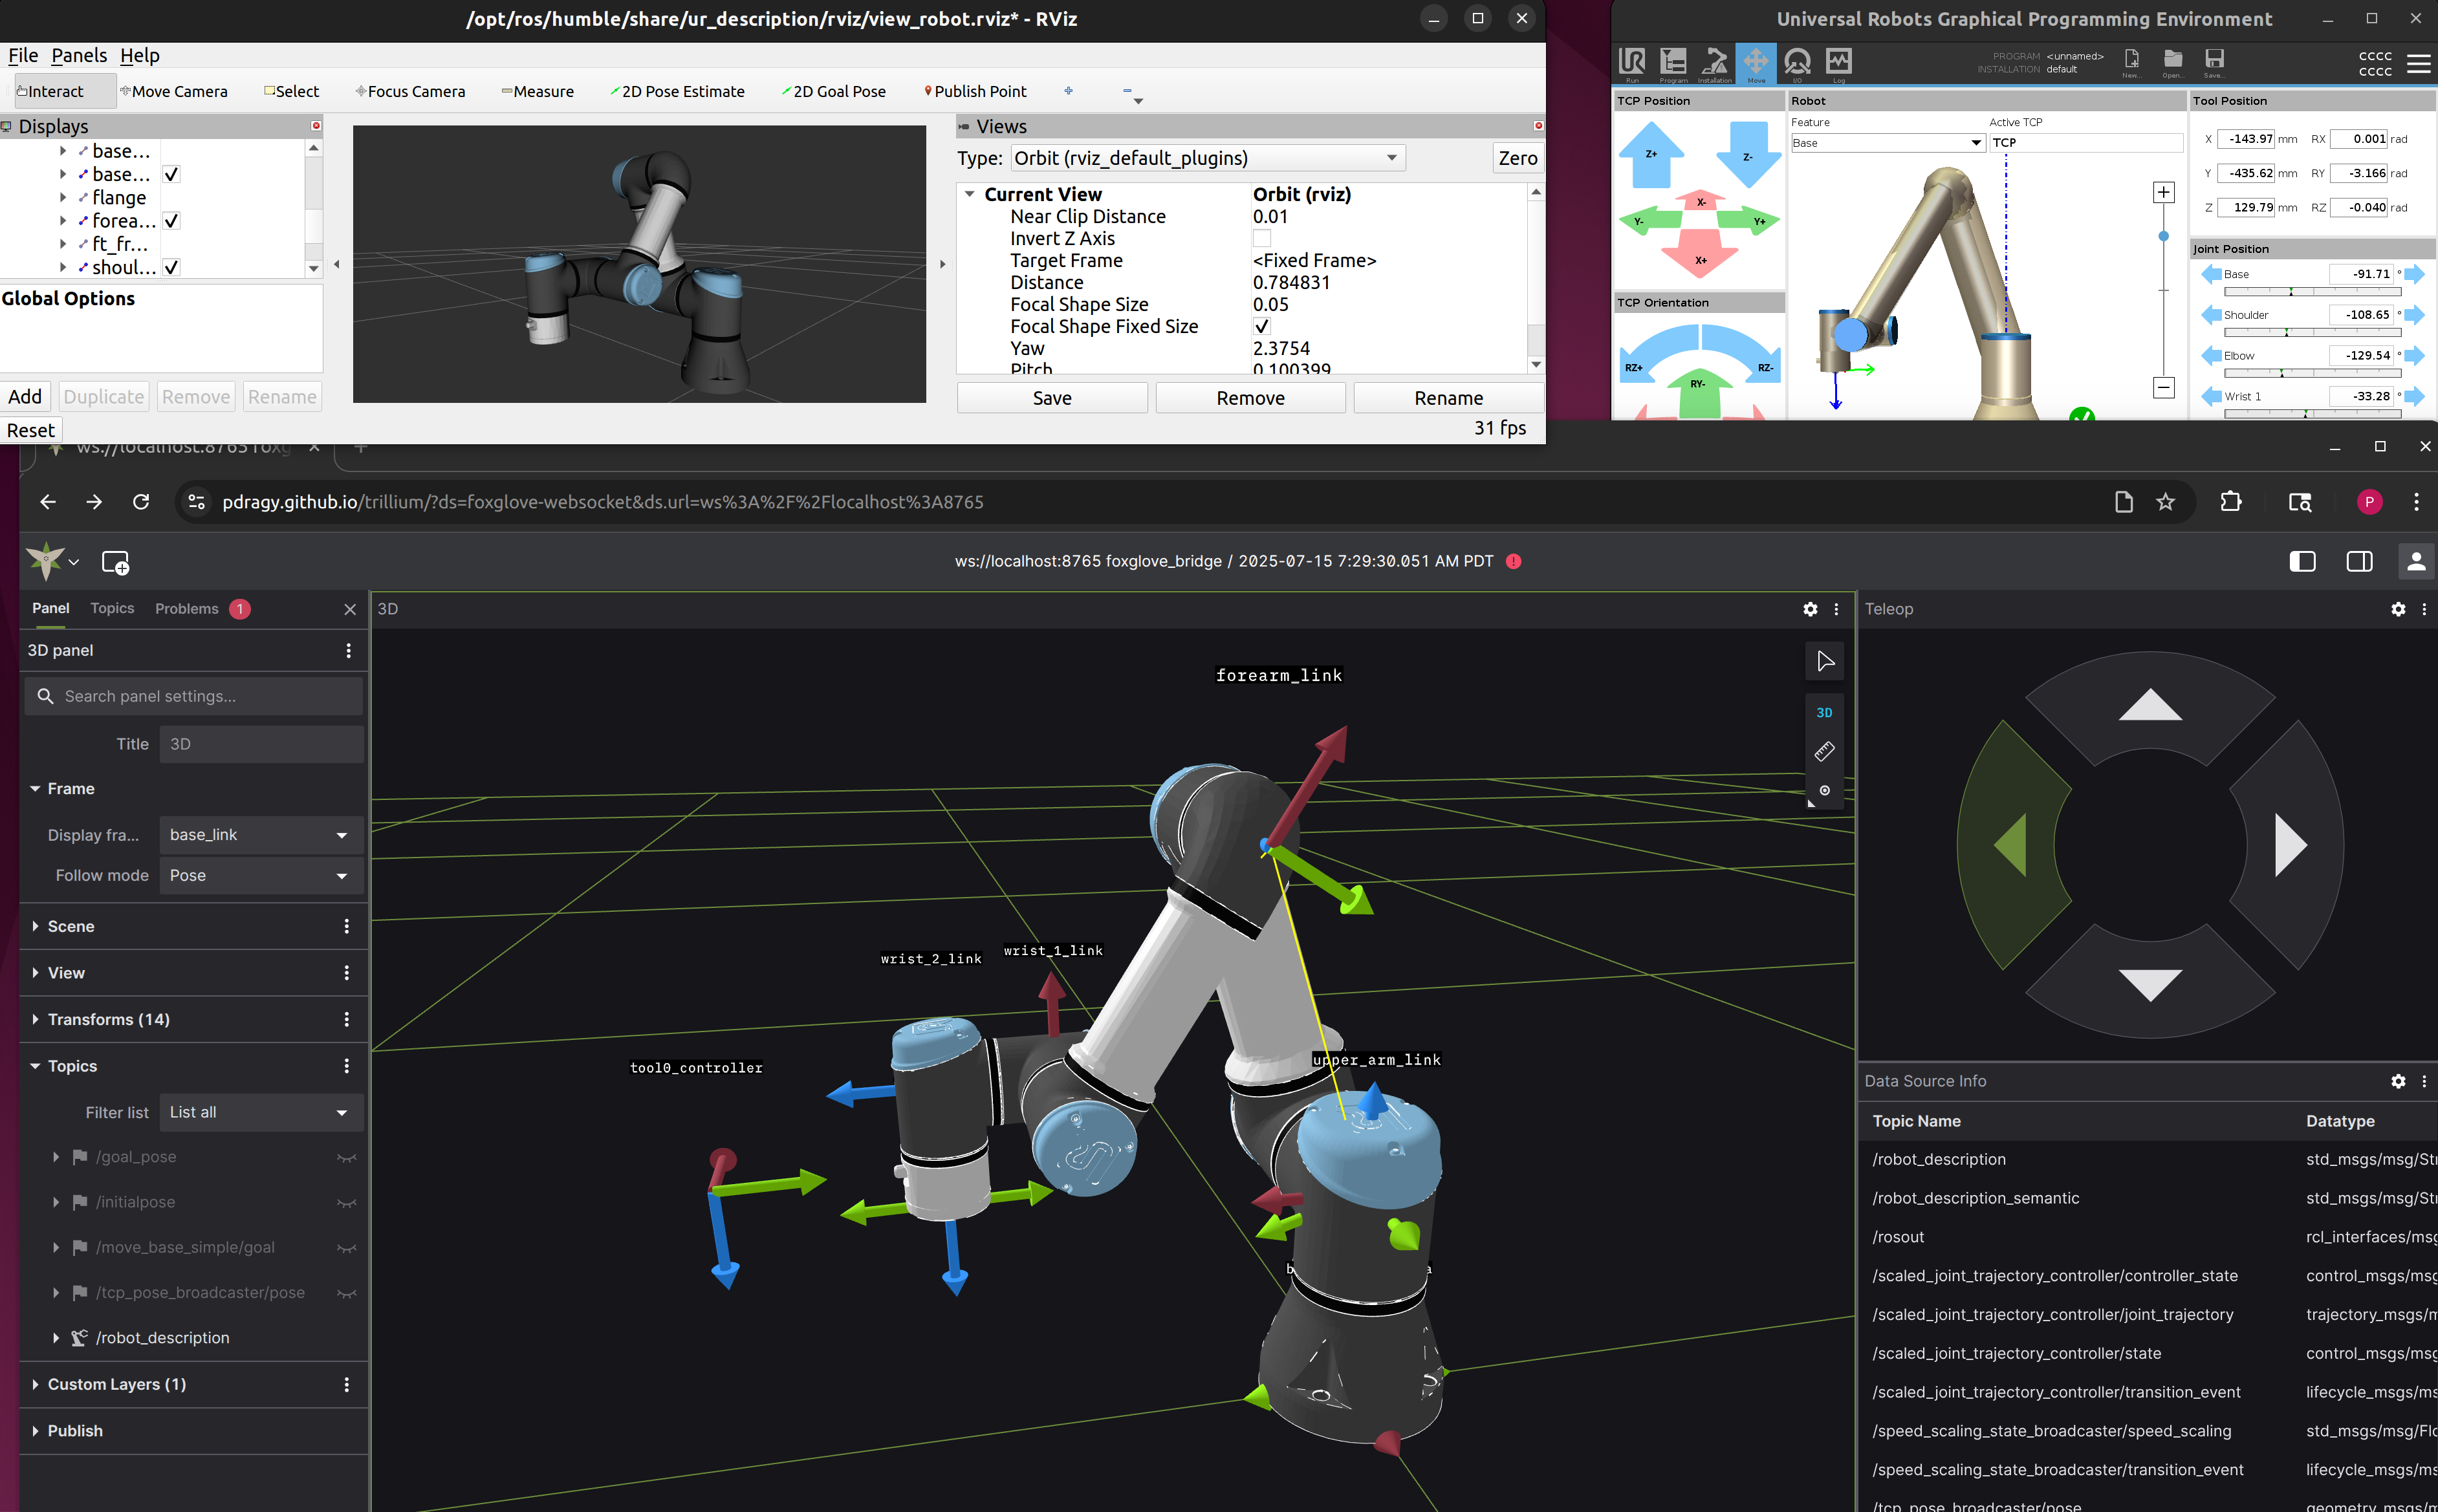 /opt/ros/humble/share/ur_description/rviz/view_robot.rviz* - RViz
File Panels Help
Interact Move Camera Select Focus Camera Measure 2D Pose Estimate 2D Goal Pose Publish Point
Displays
base...
base...
flange
forea...
ft_fr...
shoul...
Global Options
Add Duplicate Remove Rename
Reset
Views
Type: Orbit (rviz_default_plugins) Zero
Current View Orbit (rviz)
Near Clip Distance 0.01
Invert Z Axis
Target Frame <Fixed Frame>
Distance 0.784831
Focal Shape Size 0.05
Focal Shape Fixed Size
Yaw 2.3754
Pitch 0.100399
Save Remove Rename
31 fps
Universal Robots Graphical Programming Environment
Run Program Installation Move I/O Log
PROGRAM <unnamed>
INSTALLATION default
New... Open... Save...
CCCC
CCCC
TCP Position
Z+ Z-
X-
Y- Y+
X+
TCP Orientation
RZ+ RZ-
RY-
Robot
Feature Active TCP
Base TCP
Tool Position
X -143.97 mm RX 0.001 rad
Y -435.62 mm RY -3.166 rad
Z 129.79 mm RZ -0.040 rad
Joint Position
Base -91.71 °
Shoulder -108.65 °
Elbow -129.54 °
Wrist 1 -33.28 °
ws://localhost:8765 foxg
pdragy.github.io/trillium/?ds=foxglove-websocket&ds.url=ws%3A%2F%2Flocalhost%3A8765
P
ws://localhost:8765 foxglove_bridge / 2025-07-15 7:29:30.051 AM PDT
Panel Topics Problems 1
3D panel
Search panel settings...
Title 3D
Frame
Display fra... base_link
Follow mode Pose
Scene
View
Transforms (14)
Topics
Filter list List all
/goal_pose
/initialpose
/move_base_simple/goal
/tcp_pose_broadcaster/pose
/robot_description
Custom Layers (1)
Publish
3D
3D
forearm_link
wrist_2_link
wrist_1_link
tool0_controller
upper_arm_link
b
a
Teleop
Data Source Info
Topic Name Datatype
/robot_description std_msgs/msg/Str
/robot_description_semantic std_msgs/msg/Str
/rosout rcl_interfaces/msg
/scaled_joint_trajectory_controller/controller_state control_msgs/msg
/scaled_joint_trajectory_controller/joint_trajectory trajectory_msgs/m
/scaled_joint_trajectory_controller/state control_msgs/msg
/scaled_joint_trajectory_controller/transition_event lifecycle_msgs/ms
/speed_scaling_state_broadcaster/speed_scaling std_msgs/msg/Flo
/speed_scaling_state_broadcaster/transition_event lifecycle_msgs/ms
/tcp_pose_broadcaster/pose geometry_msgs/m